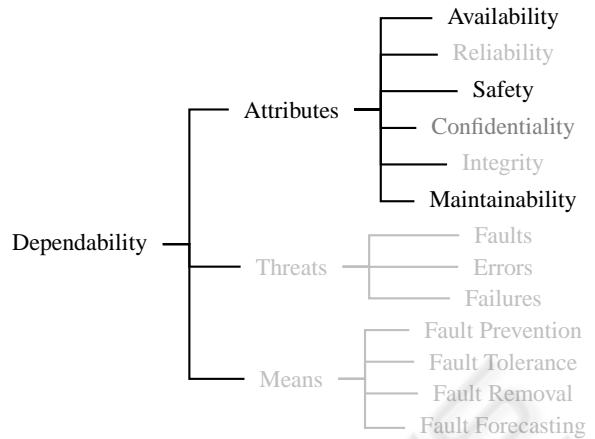 Availability
Reliability
Safety
Attributes
Confidentiality
Integrity
Maintainability
Dependability
Faults
Threats
Errors
Failures
Fault Prevention
Fault Tolerance
Means
Fault Removal
Fault Forecasting